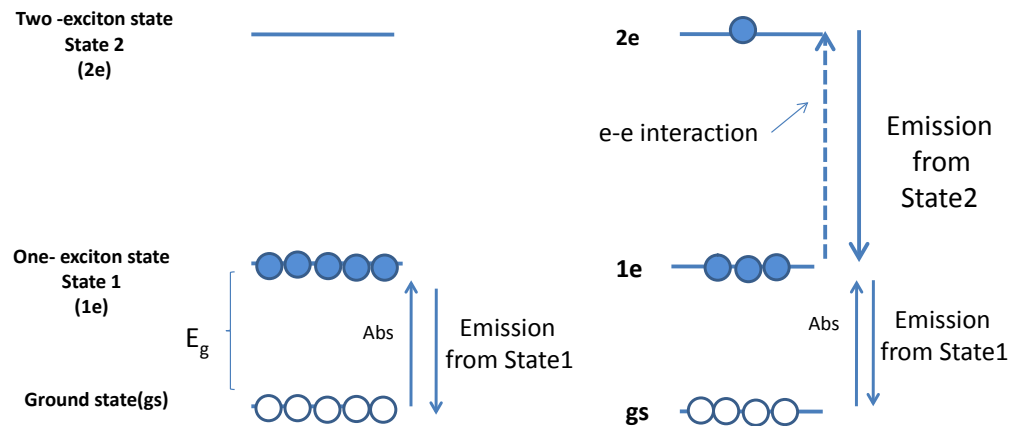 Two -exciton state
State 2
(2e)
One- exciton state
State 1
(1e)
E_g
Abs
Emission
from State1
Ground state(gs)
2e
e-e interaction
Emission
from
State2
1e
Abs
Emission
from State1
gs